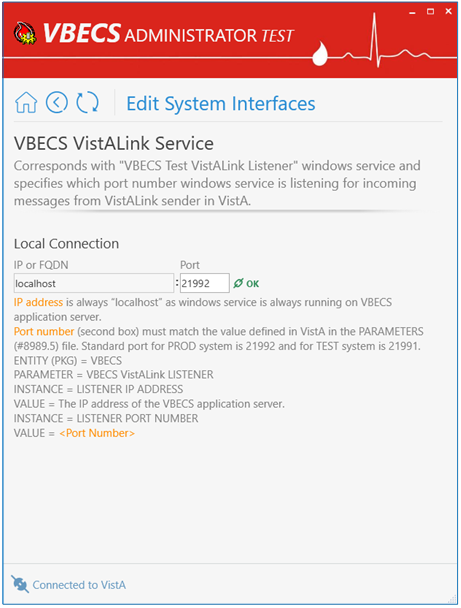 VBECS ADMINISTRATOR TEST
Edit System Interfaces
VBECS VistALink Service
Corresponds with "VBECS Test VistALink Listener" windows service and
specifies which port number windows service is listening for incoming
messages from VistALink sender in VistA.
Local Connection
IP or FQDN Port
localhost : 21992 OK
IP address is always "localhost" as windows service is always running on VBECS
application server.
Port number (second box) must match the value defined in VistA in the PARAMETERS
(#8989.5) file. Standard port for PROD system is 21992 and for TEST system is 21991.
ENTITY (PKG) = VBECS
PARAMETER = VBECS VistALink LISTENER
INSTANCE = LISTENER IP ADDRESS
VALUE = The IP address of the VBECS application server.
INSTANCE = LISTENER PORT NUMBER
VALUE = <Port Number>
Connected to VistA